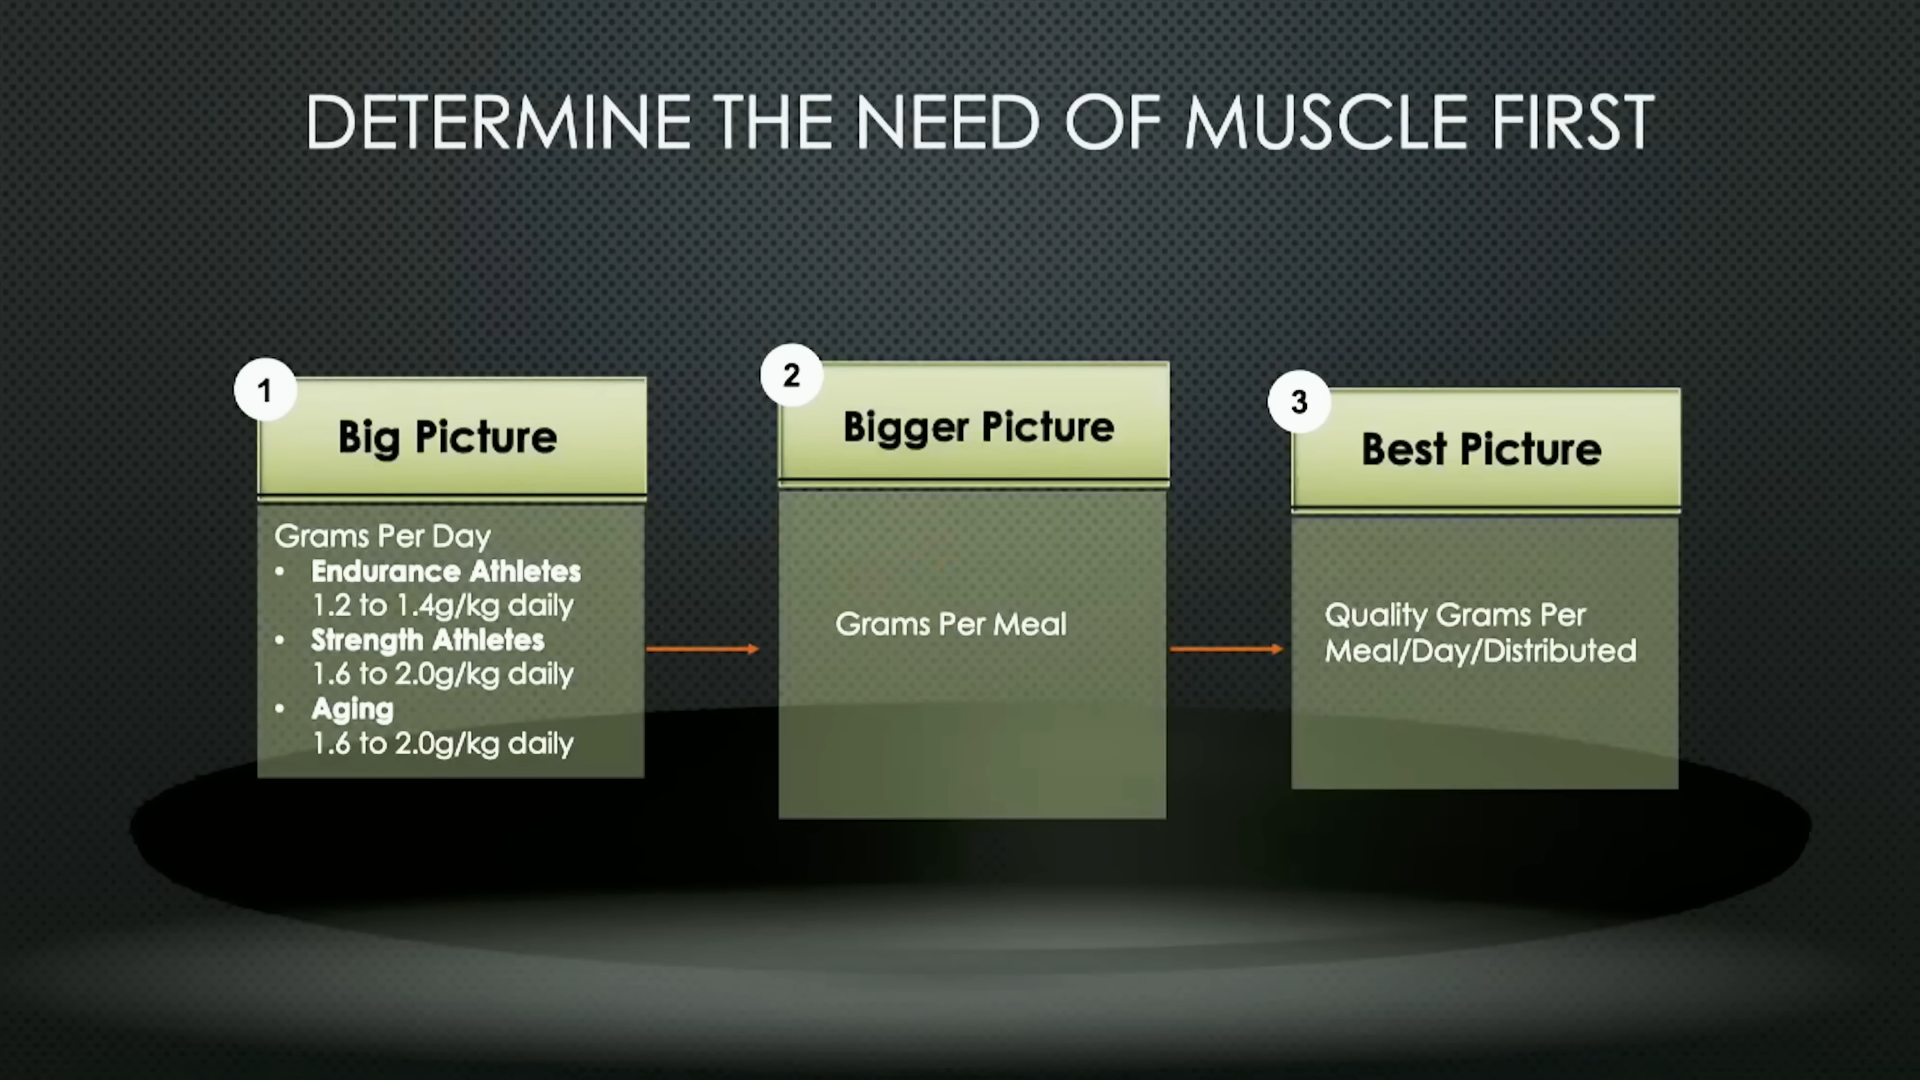 DETERMINE THE NEED OF MUSCLE FIRST
1
Big Picture
Grams Per Day
• Endurance Athletes
1.2 to 1.4g/kg daily
• Strength Athletes
1.6 to 2.0g/kg daily
• Aging
1.6 to 2.0g/kg daily
2
Bigger Picture
Grams Per Meal
3
Best Picture
Quality Grams Per
Meal/Day/Distributed